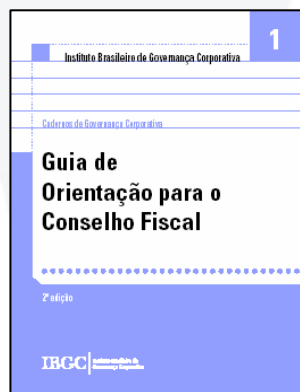 1
Instituto Brasileiro de Governança Corporativa
Cadernos de Governança Corporativa
Guia de
Orientação para o
Conselho Fiscal
2ª edição
IBGC